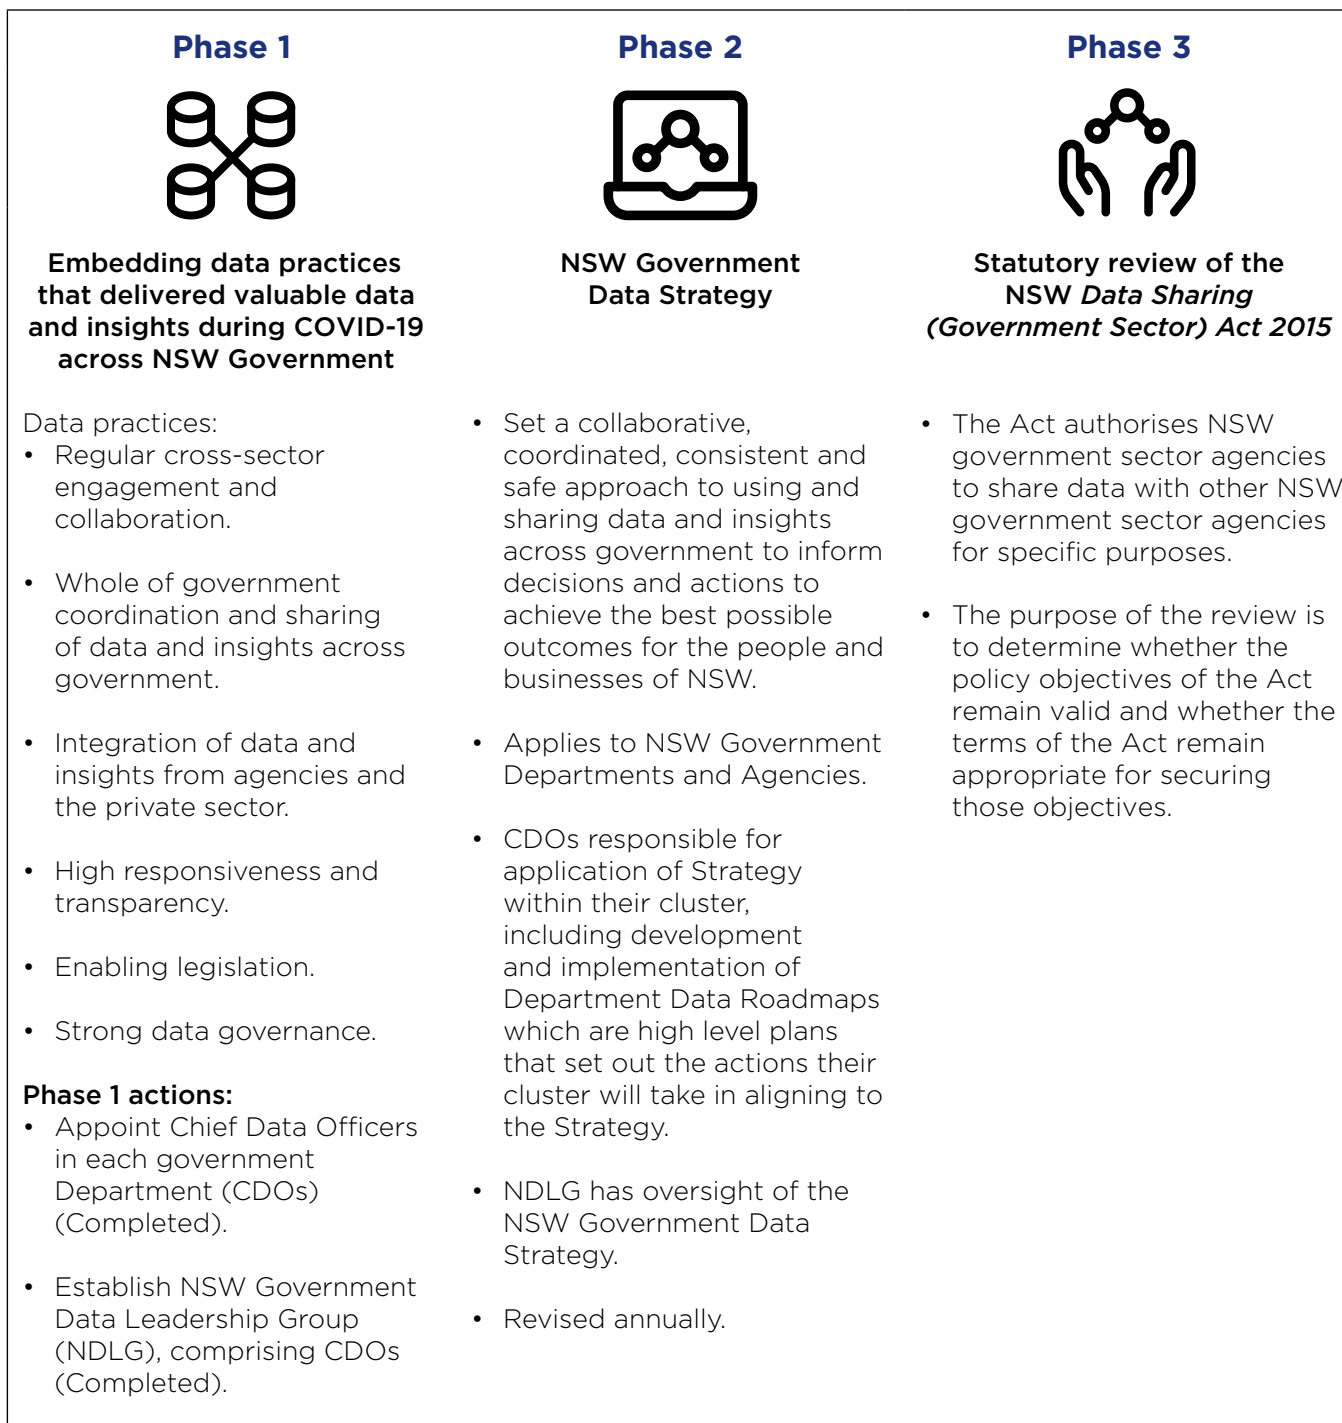 Phase 1
Embedding data practices
that delivered valuable data
and insights during COVID-19
across NSW Government
Data practices:
• Regular cross-sector
engagement and
collaboration.
• Whole of government
coordination and sharing
of data and insights across
government.
• Integration of data and
insights from agencies and
the private sector.
• High responsiveness and
transparency.
• Enabling legislation.
• Strong data governance.
Phase 1 actions:
• Appoint Chief Data Officers
in each government
Department (CDOs)
(Completed).
• Establish NSW Government
Data Leadership Group
(NDLG), comprising CDOs
(Completed).
Phase 2
NSW Government
Data Strategy
• Set a collaborative,
coordinated, consistent and
safe approach to using and
sharing data and insights
across government to inform
decisions and actions to
achieve the best possible
outcomes for the people and
businesses of NSW.
• Applies to NSW Government
Departments and Agencies.
• CDOs responsible for
application of Strategy
within their cluster,
including development
and implementation of
Department Data Roadmaps
which are high level plans
that set out the actions their
cluster will take in aligning to
the Strategy.
• NDLG has oversight of the
NSW Government Data
Strategy.
• Revised annually.
Phase 3
Statutory review of the
NSW Data Sharing
(Government Sector) Act 2015
• The Act authorises NSW
government sector agencies
to share data with other NSW
government sector agencies
for specific purposes.
• The purpose of the review is
to determine whether the
policy objectives of the Act
remain valid and whether the
terms of the Act remain
appropriate for securing
those objectives.